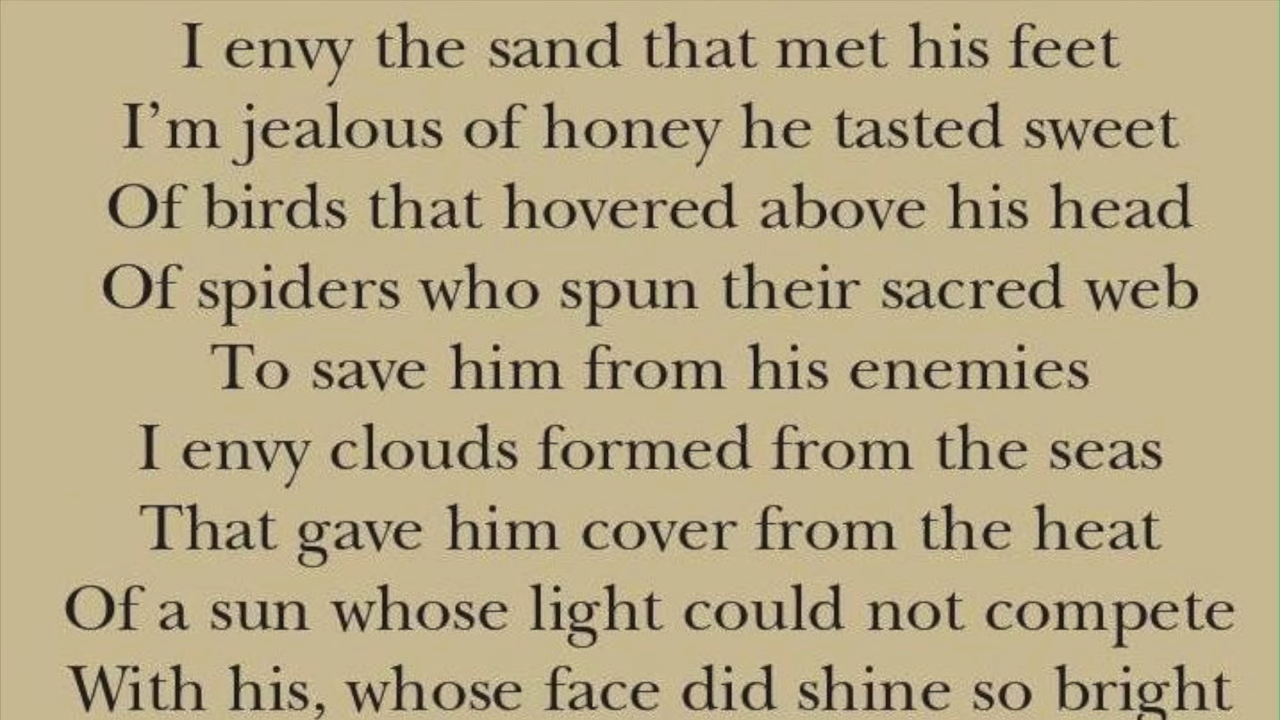 I envy the sand that met his feet
I’m jealous of honey he tasted sweet
Of birds that hovered above his head
Of spiders who spun their sacred web
To save him from his enemies
I envy clouds formed from the seas
That gave him cover from the heat
Of a sun whose light could not compete
With his, whose face did shine so bright